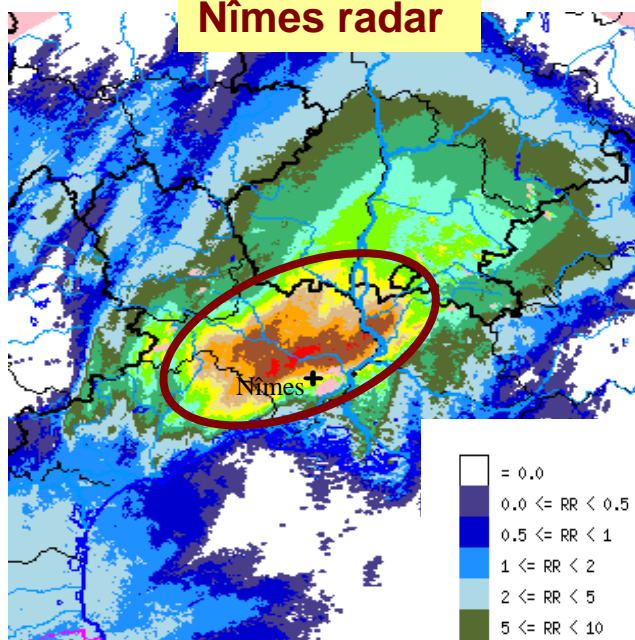 Nîmes radar
Nîmes
= 0.0
0.0 <= RR < 0.5
0.5 <= RR < 1
1 <= RR < 2
2 <= RR < 5
5 <= RR < 10